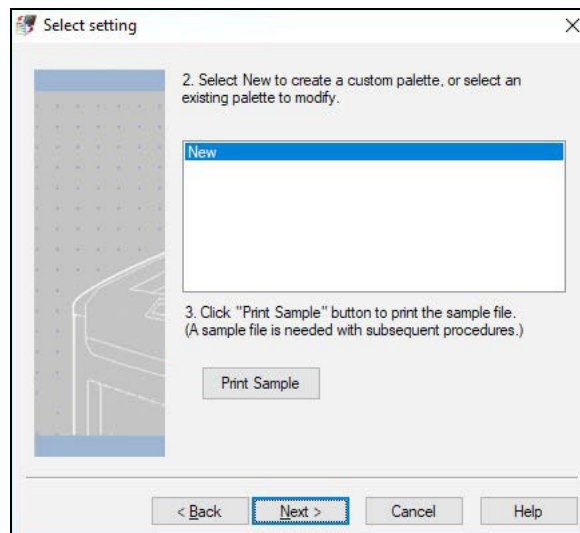 Select setting
2. Select New to create a custom palette, or select an
existing palette to modify.
New
3. Click "Print Sample" button to print the sample file.
(A sample file is needed with subsequent procedures.)
Print Sample
< Back
Next >
Cancel
Help